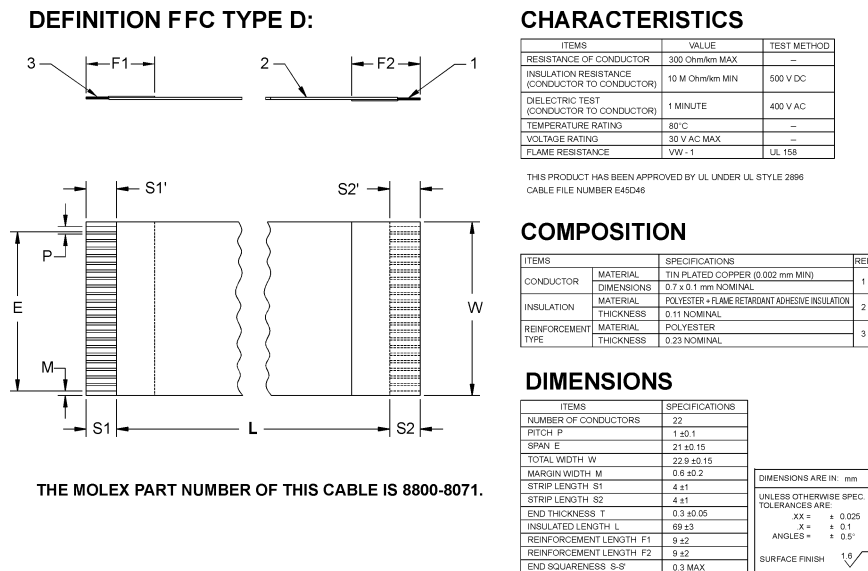 DEFINITION FFC TYPE D:
3
F1
2
F2
1
S1'
S2'
P
E
W
M
S1
L
S2
THE MOLEX PART NUMBER OF THIS CABLE IS 8800-8071.
CHARACTERISTICS
ITEMS VALUE TEST METHOD
RESISTANCE OF CONDUCTOR 300 Ohm/km MAX –
INSULATION RESISTANCE
(CONDUCTOR TO CONDUCTOR) 10 M Ohm/km MIN 500 V DC
DIELECTRIC TEST
(CONDUCTOR TO CONDUCTOR) 1 MINUTE 400 V AC
TEMPERATURE RATING 80°C –
VOLTAGE RATING 30 V AC MAX –
FLAME RESISTANCE VW - 1 UL 158
THIS PRODUCT HAS BEEN APPROVED BY UL UNDER UL STYLE 2896
CABLE FILE NUMBER E45D46
COMPOSITION
ITEMS SPECIFICATIONS
CONDUCTOR MATERIAL TIN PLATED COPPER (0.002 mm MIN) 1
DIMENSIONS 0.7 x 0.1 mm NOMINAL
INSULATION MATERIAL POLYESTER + FLAME RETARDANT ADHESIVE INSULATION 2
THICKNESS 0.11 NOMINAL
REINFORCEMENT TYPE MATERIAL POLYESTER 3
THICKNESS 0.23 NOMINAL
DIMENSIONS
ITEMS SPECIFICATIONS
NUMBER OF CONDUCTORS 22
PITCH P 1 ±0.1
SPAN E 21 ±0.15
TOTAL WIDTH W 22.9 ±0.15
MARGIN WIDTH M 0.6 ±0.2
STRIP LENGTH S1 4 ±1
STRIP LENGTH S2 4 ±1
END THICKNESS T 0.3 ±0.05
INSULATED LENGTH L 69 ±3
REINFORCEMENT LENGTH F1 9 ±2
REINFORCEMENT LENGTH F2 9 ±2
END SQUARENESS S-S' 0.3 MAX
DIMENSIONS ARE IN: mm
UNLESS OTHERWISE SPEC.
TOLERANCES ARE:
.XX = ± 0.025
.X = ± 0.1
ANGLES = ± 0.5°
SURFACE FINISH 1.6